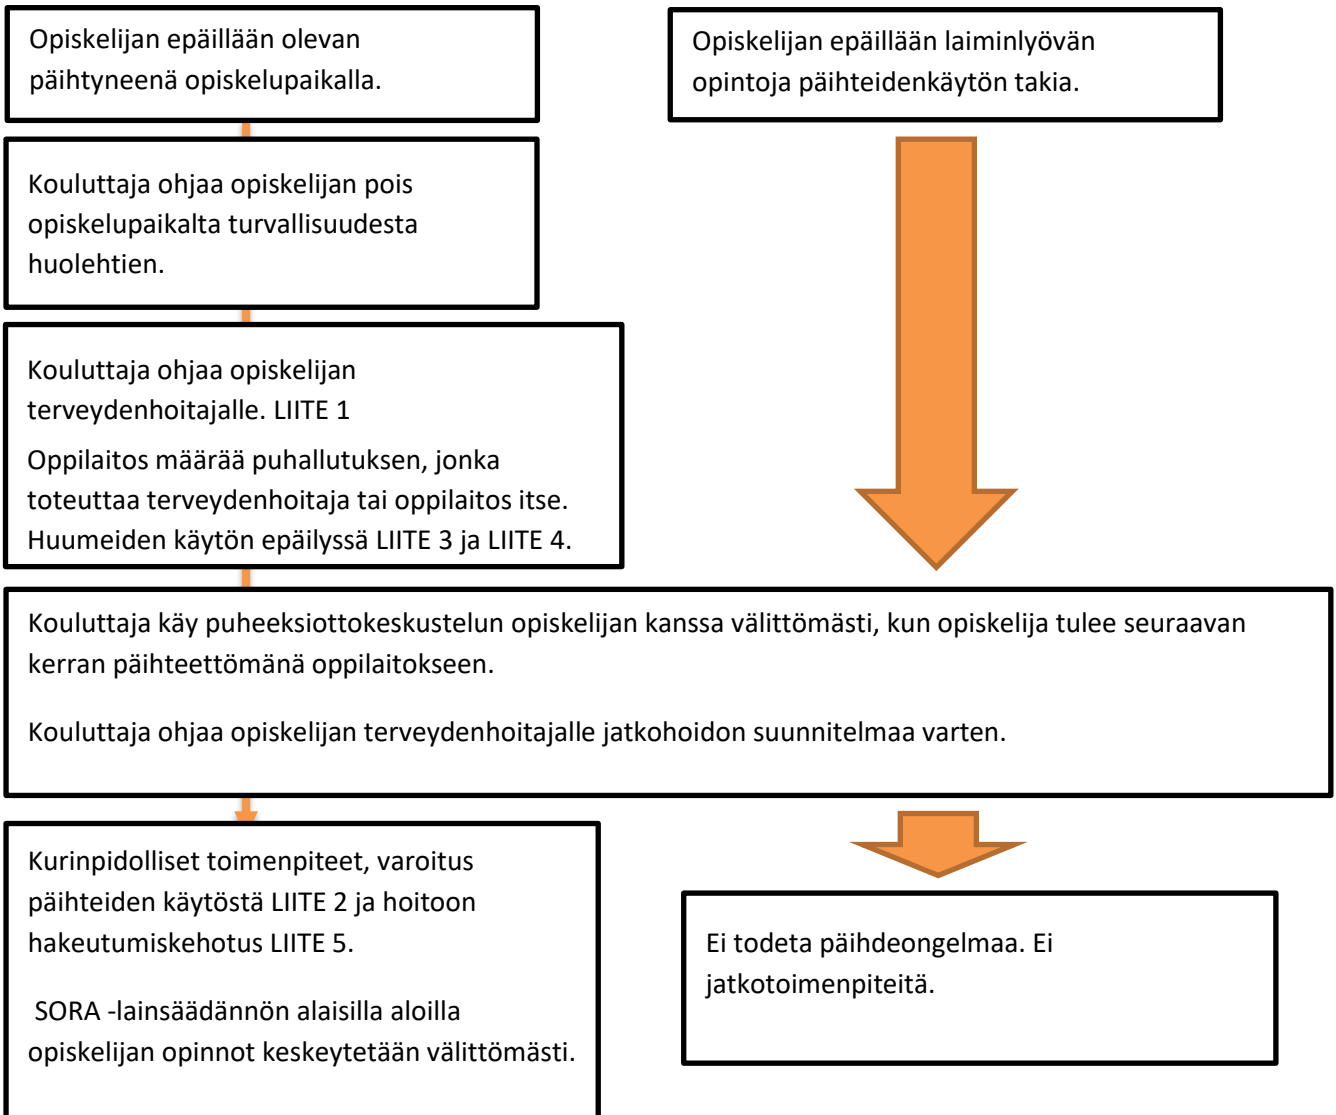 Opiskelijan epäillään olevan
päihtyneenä opiskelupaikalla.
Opiskelijan epäillään laiminlyövän
opintoja päihteidenkäytön takia.
Kouluttaja ohjaa opiskelijan pois
opiskelupaikalta turvallisuudesta
huolehtien.
Kouluttaja ohjaa opiskelijan
terveydenhoitajalle. LIITE 1
Oppilaitos määrää puhallutuksen, jonka
toteuttaa terveydenhoitaja tai oppilaitos itse.
Huumeiden käytön epäilyssä LIITE 3 ja LIITE 4.
Kouluttaja käy puheeksiottokeskustelun opiskelijan kanssa välittömästi, kun opiskelija tulee seuraavan
kerran päihteettömänä oppilaitokseen.
Kouluttaja ohjaa opiskelijan terveydenhoitajalle jatkohoidon suunnitelmaa varten.
Kurinpidolliset toimenpiteet, varoitus
päihteiden käytöstä LIITE 2 ja hoitoon
hakeutumiskehotus LIITE 5.
SORA -lainsäädännön alaisilla aloilla
opiskelijan opinnot keskeytetään välittömästi.
Ei todeta päihdeongelmaa. Ei
jatkotoimenpiteitä.